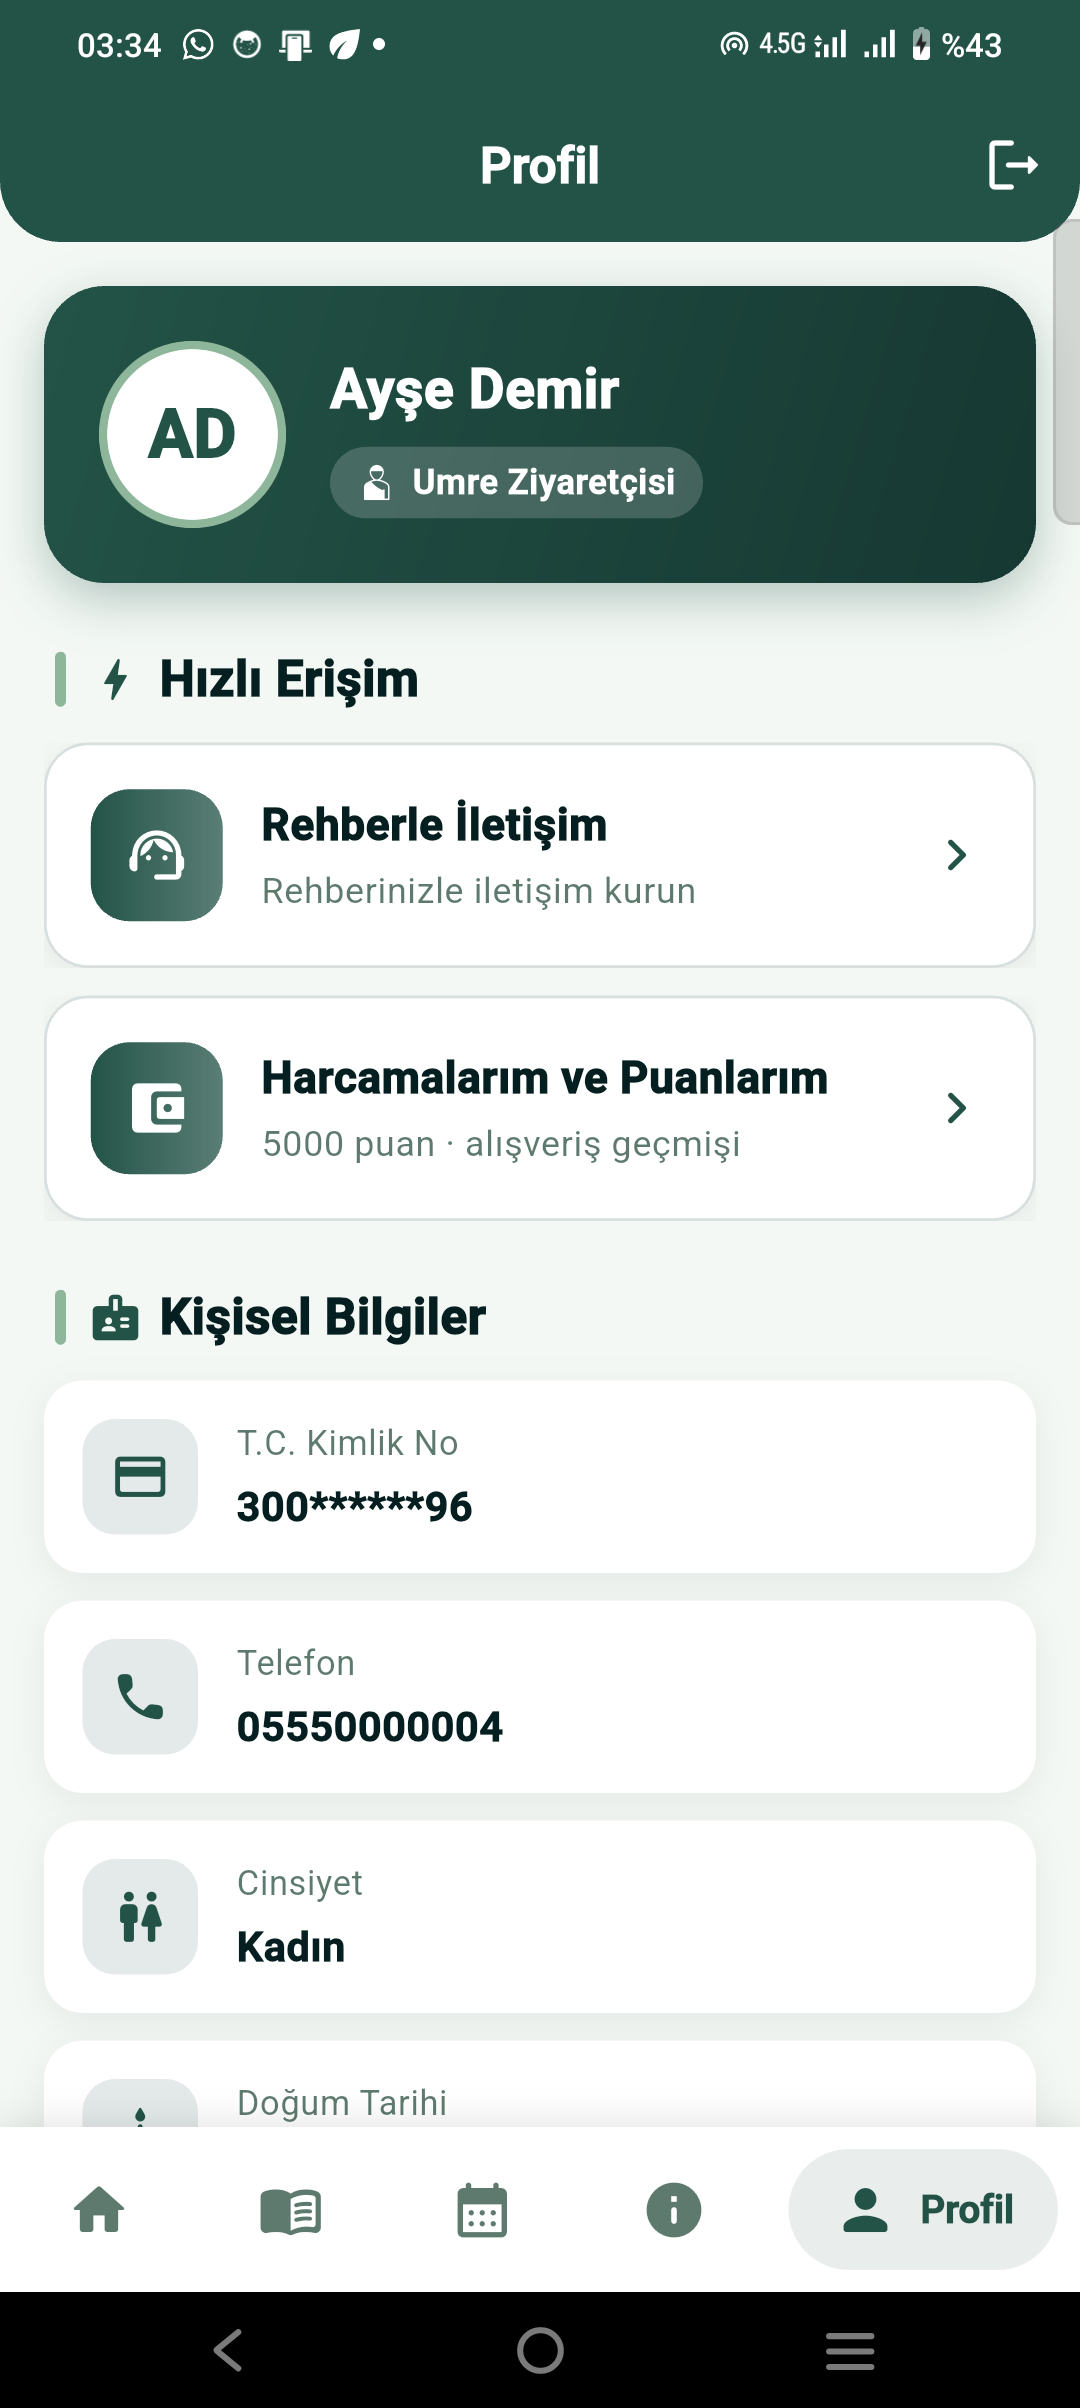 03:34
4.5G
%43
Profil
AD
Ayşe Demir
Umre Ziyaretçisi
Hızlı Erişim
Rehberle İletişim
Rehberinizle iletişim kurun
Harcamalarım ve Puanlarım
5000 puan · alışveriş geçmişi
Kişisel Bilgiler
T.C. Kimlik No
300******96
Telefon
05550000004
Cinsiyet
Kadın
Doğum Tarihi
Profil